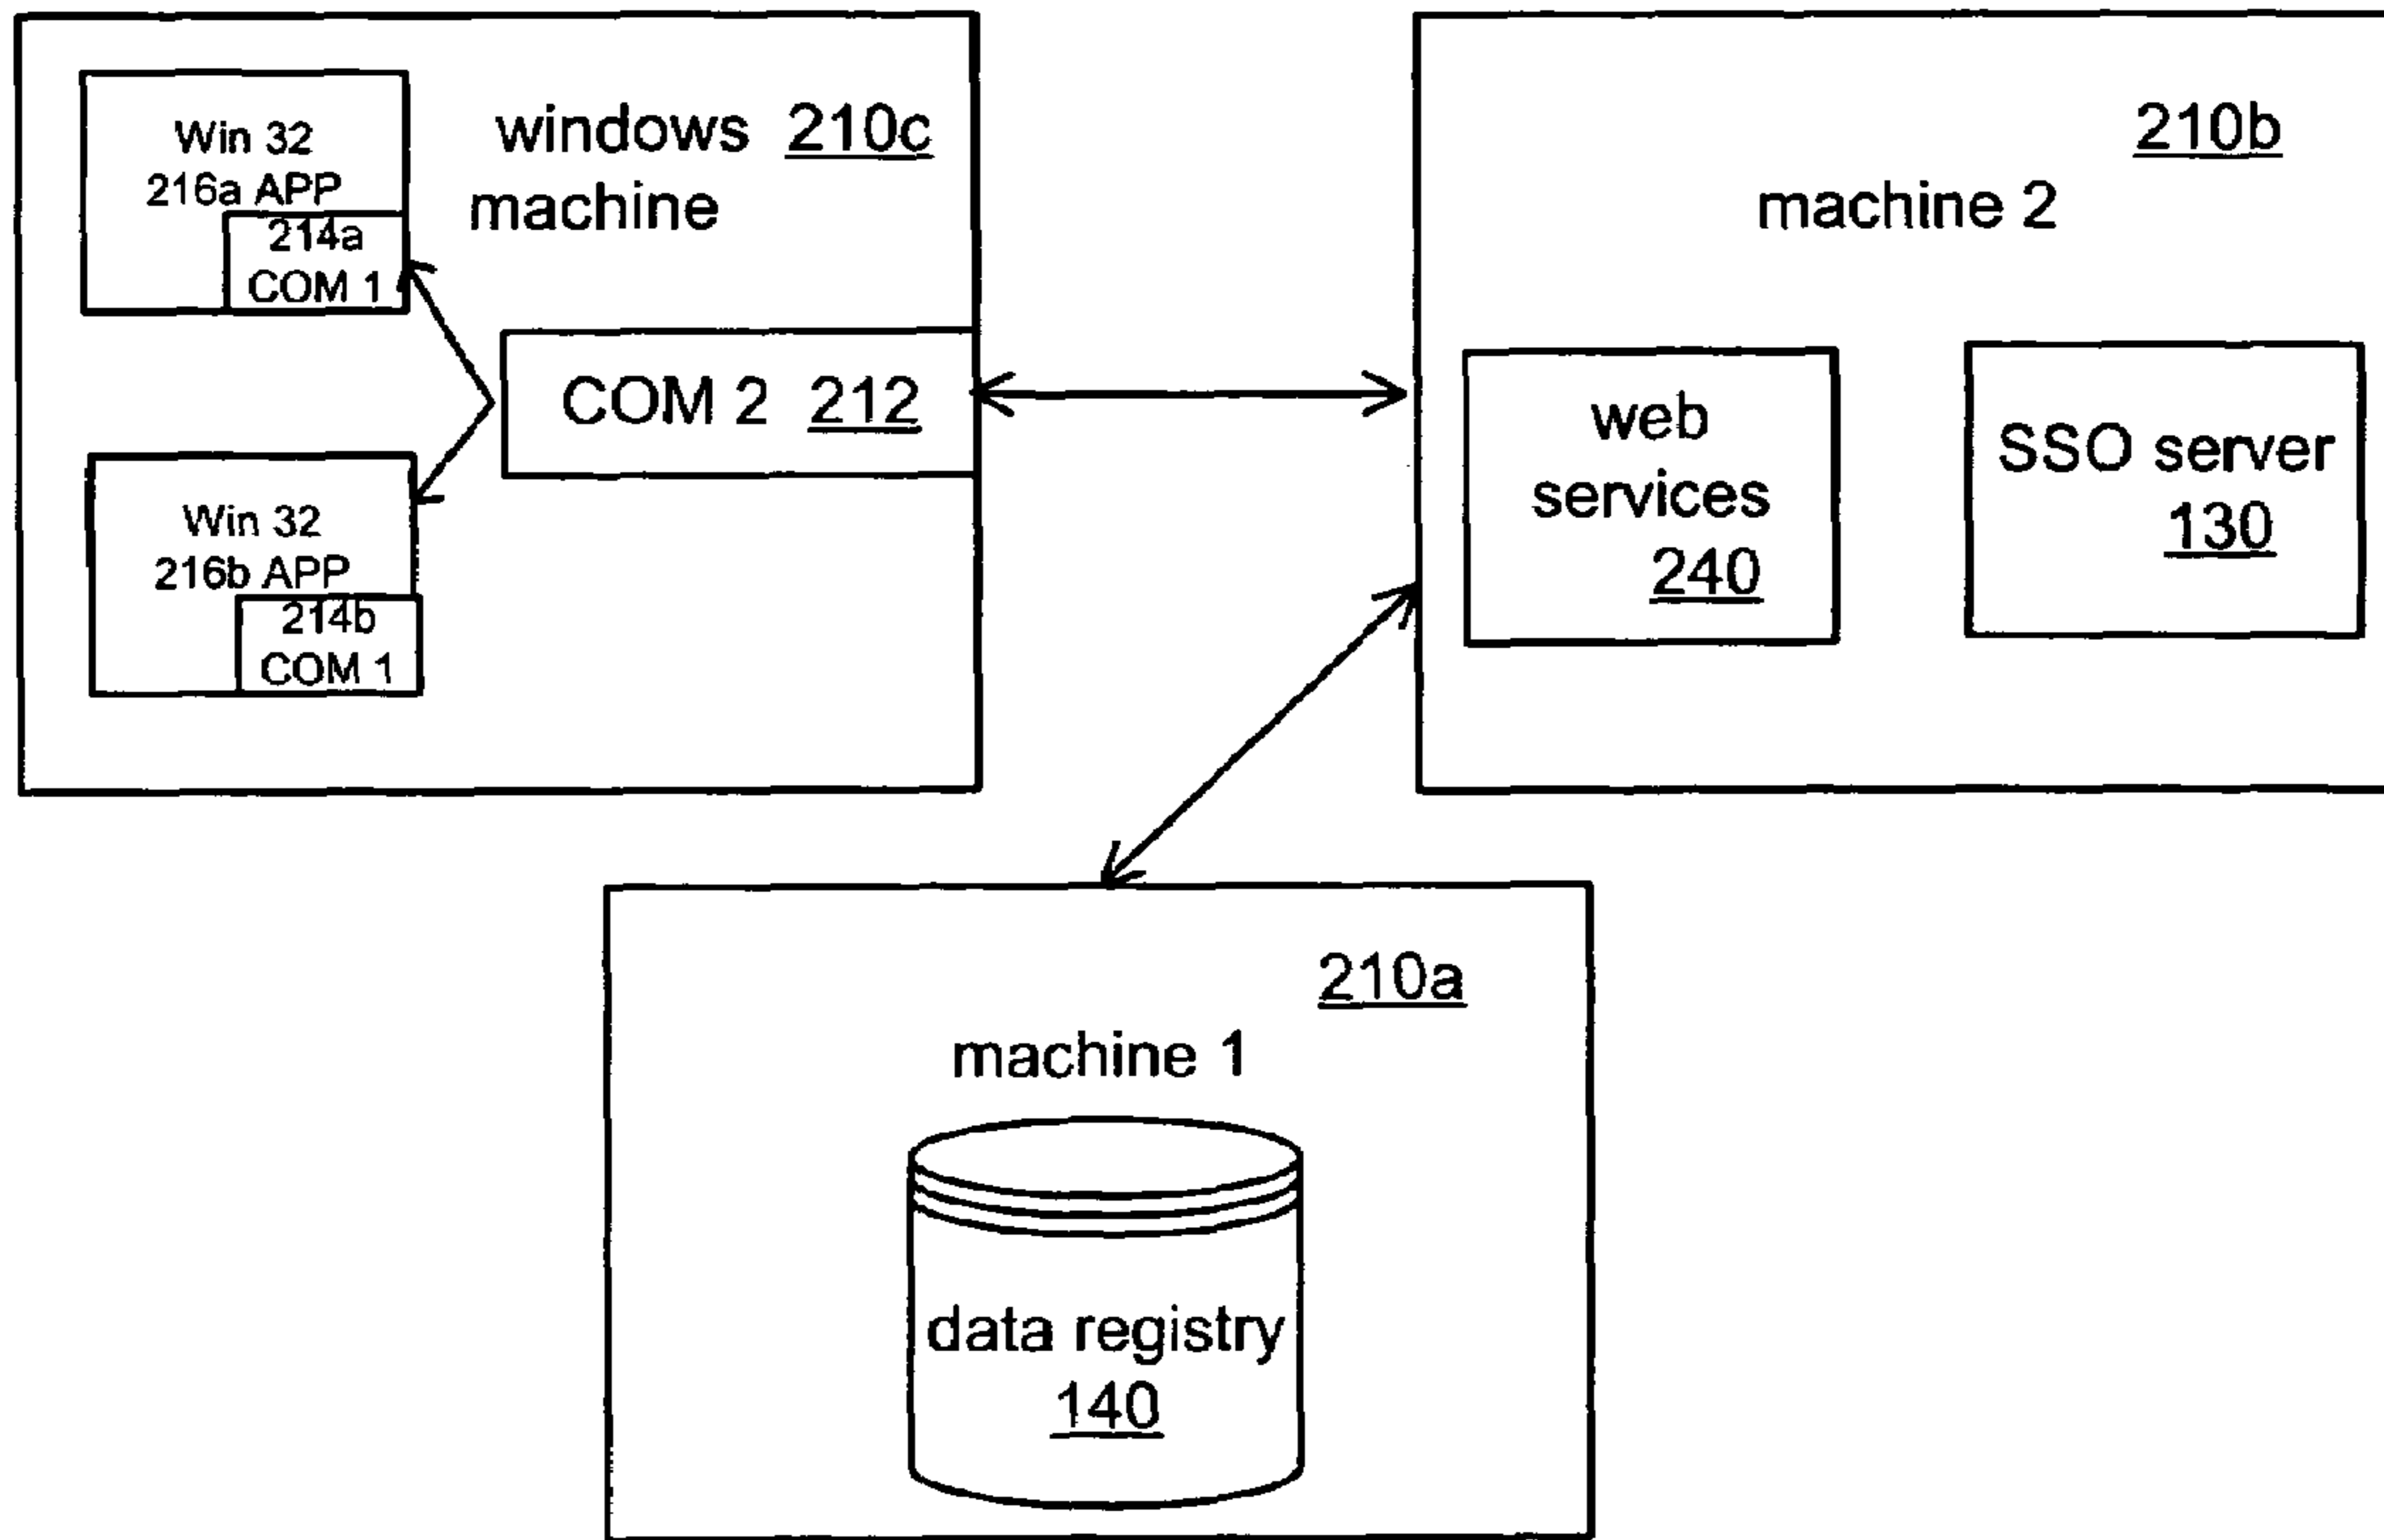 Win 32
216a APP
214a
COM 1
windows 210c
machine
COM 2 212
Win 32
216b APP
214b
COM 1
210b
machine 2
web
services
240
SSO server
130
210a
machine 1
data registry
140